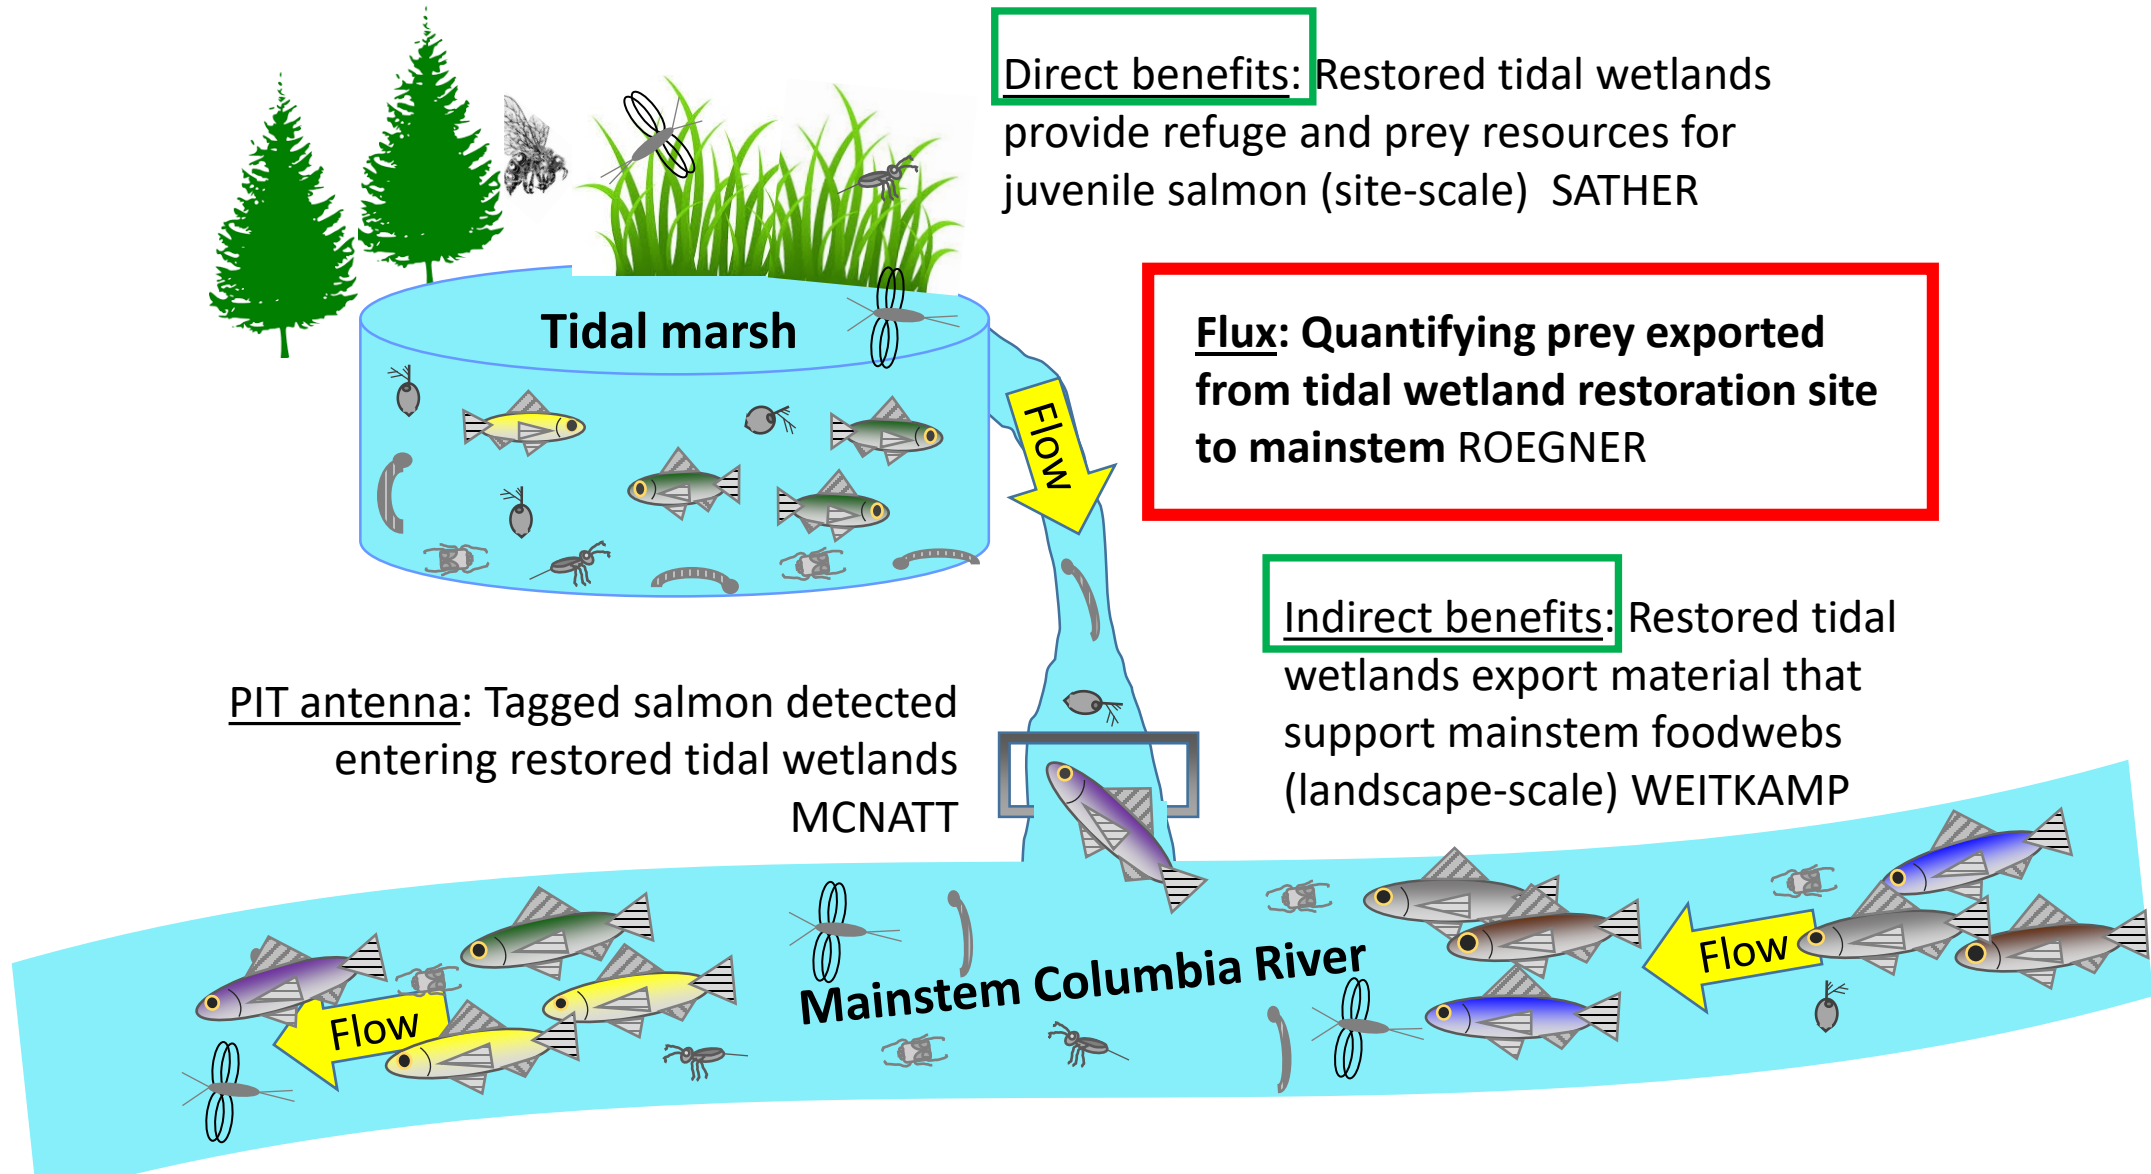 Direct benefits: Restored tidal wetlands
provide refuge and prey resources for
juvenile salmon (site-scale)  SATHER
Tidal marsh
Flow
Flux: Quantifying prey exported
from tidal wetland restoration site
to mainstem ROEGNER
Indirect benefits: Restored tidal
wetlands export material that
support mainstem foodwebs
(landscape-scale) WEITKAMP
PIT antenna: Tagged salmon detected
entering restored tidal wetlands
MCNATT
Flow
Mainstem Columbia River
Flow